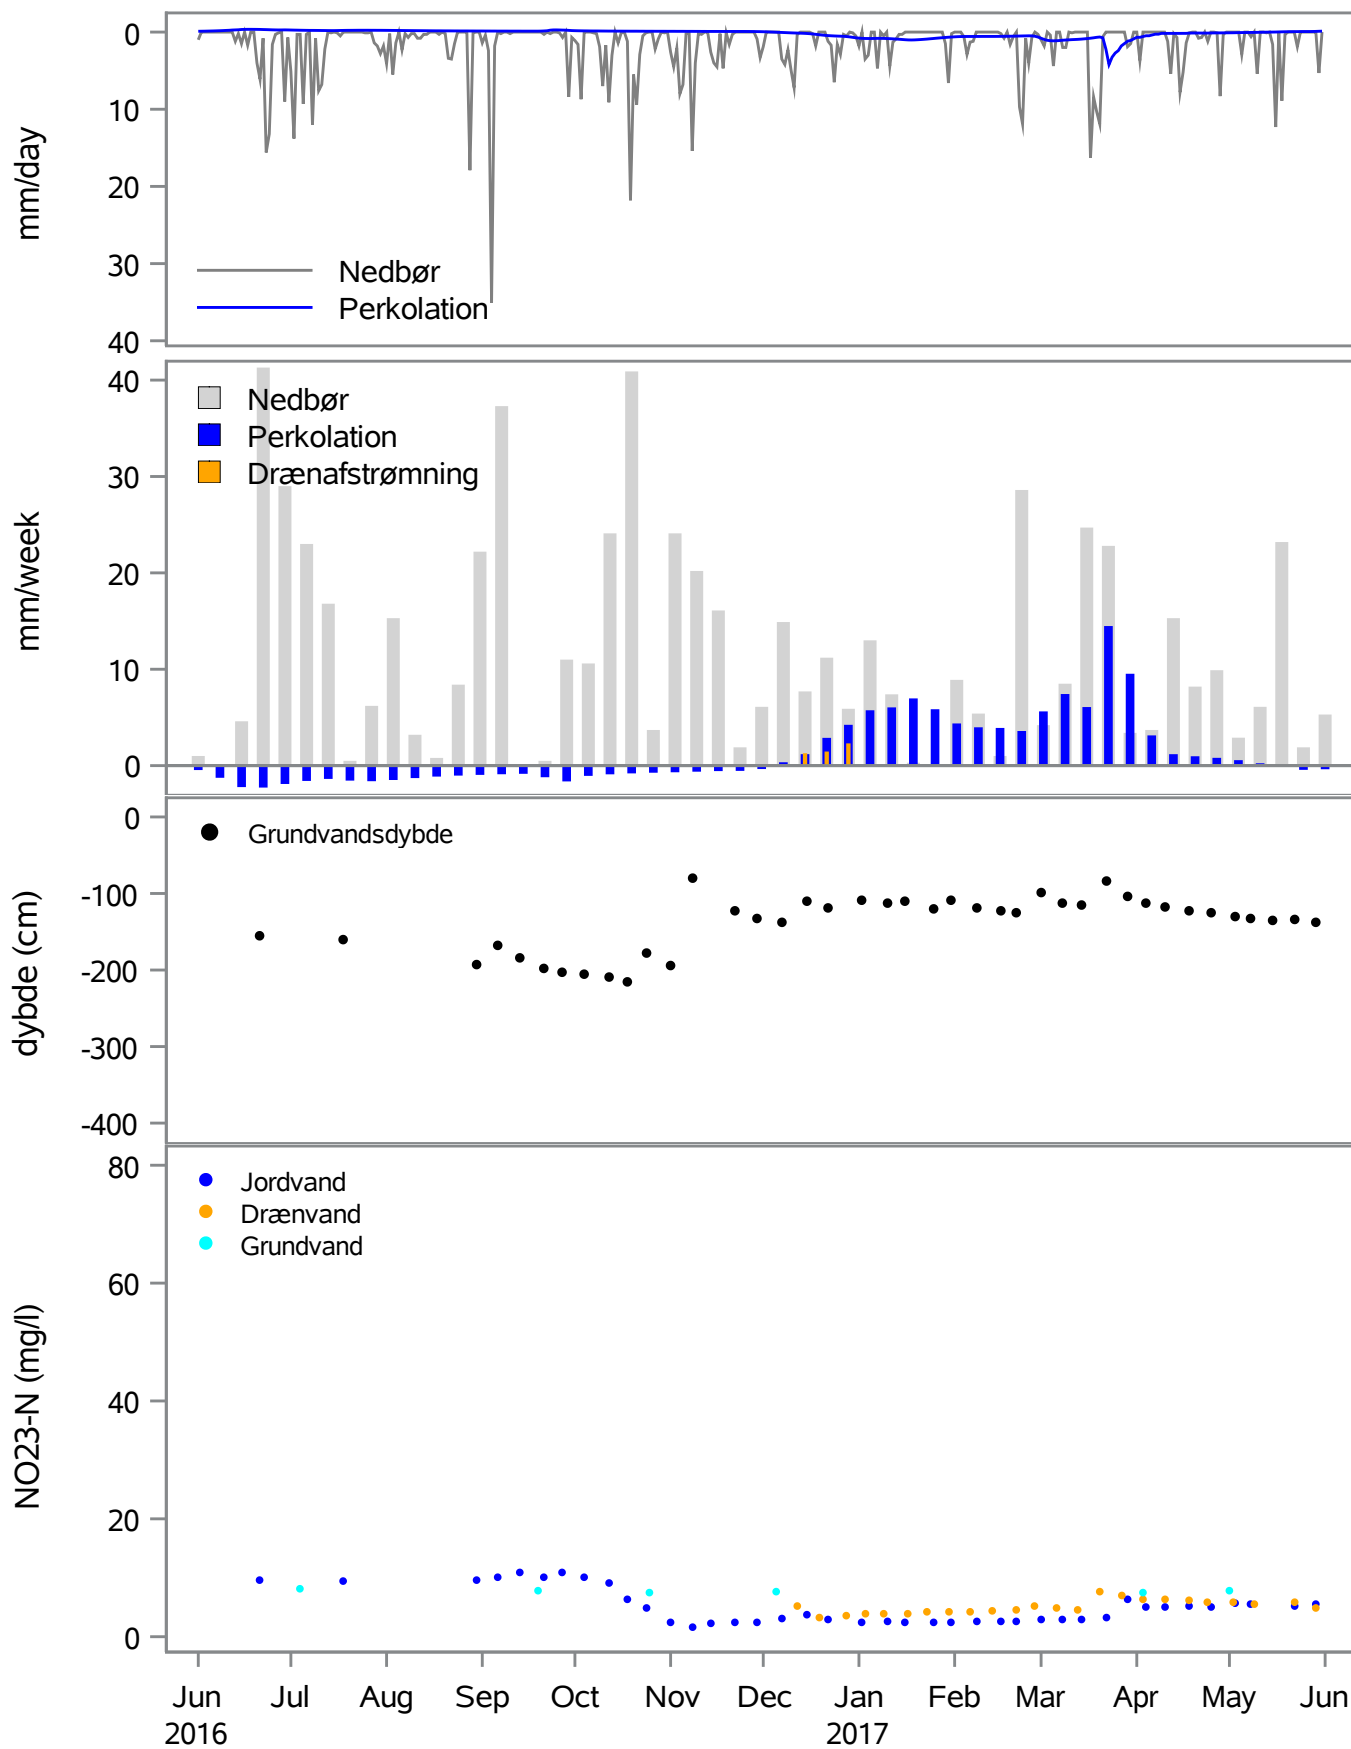 0
10
20
30
40
mm/day
Nedbør
Perkolation
40
30
20
10
0
mm/week
Nedbør
Perkolation
Drænafstrømning
0
-100
-200
-300
-400
dybde (cm)
Grundvandsdybde
80
60
40
20
0
NO23-N (mg/l)
Jordvand
Drænvand
Grundvand
Jun Jul Aug Sep Oct Nov Dec Jan Feb Mar Apr May Jun
2016 2017